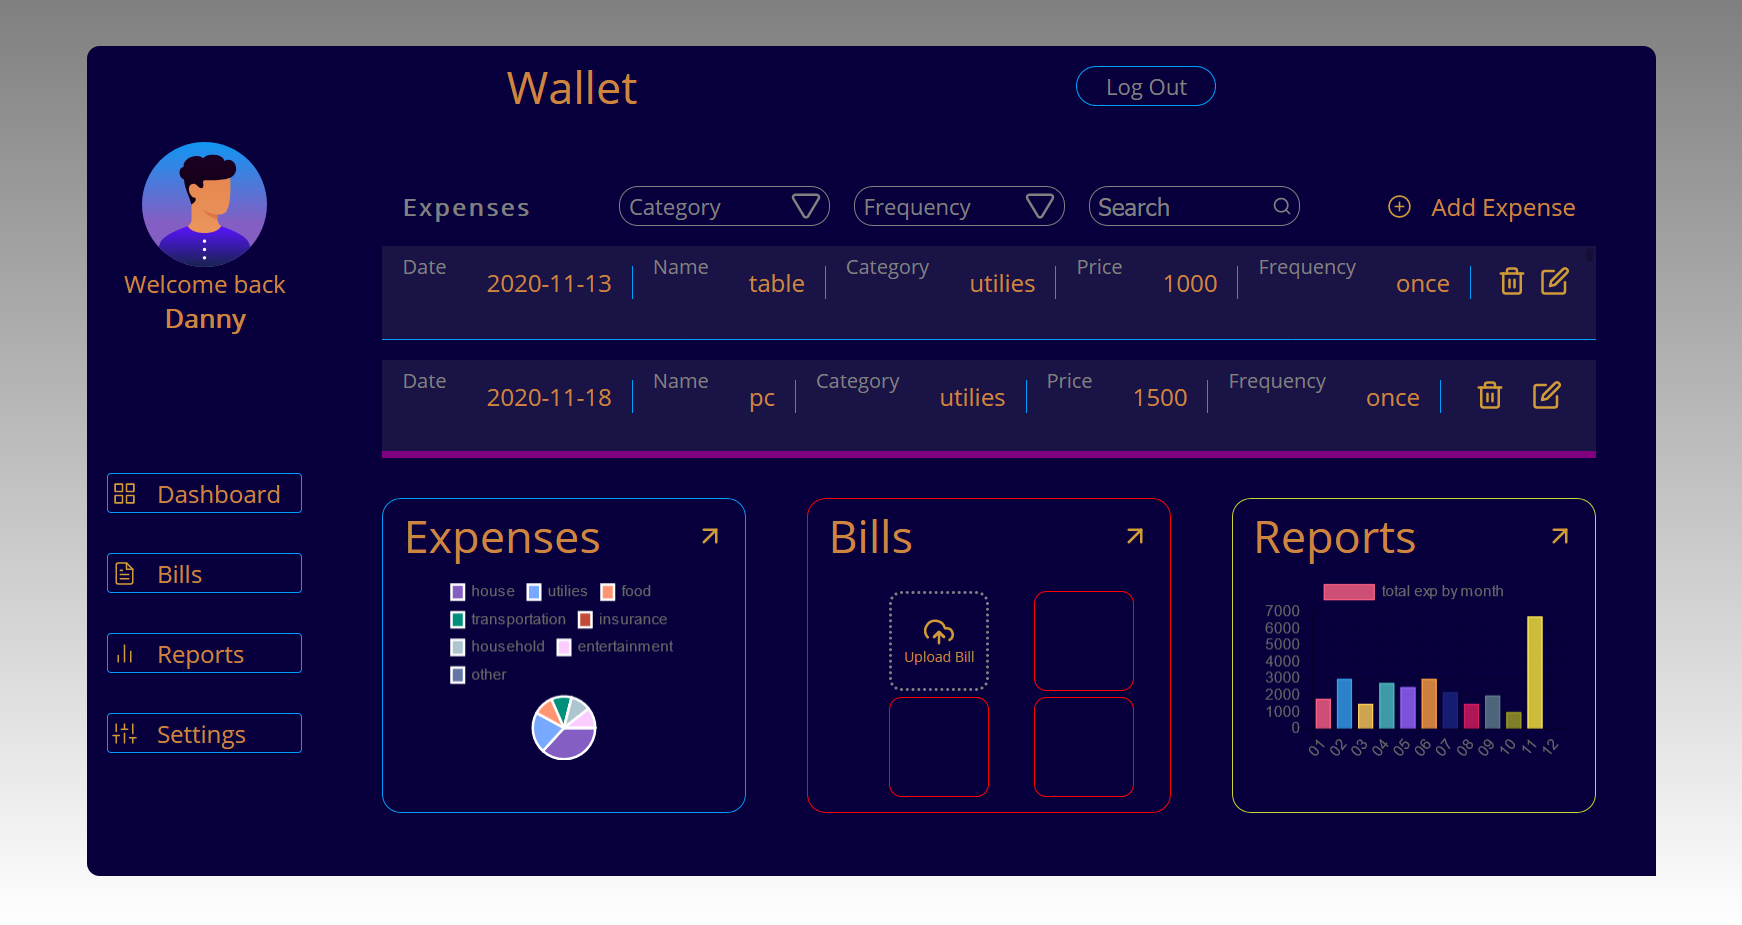 Wallet
Log Out
Welcome back
Danny
Expenses
Category
Frequency
Search
Add Expense
Date 2020-11-13 Name table Category utilies Price 1000 Frequency once
Date 2020-11-18 Name pc Category utilies Price 1500 Frequency once
Dashboard
Bills
Reports
Settings
Expenses
house utilies food
transportation insurance
household entertainment
other
Bills
Upload Bill
Reports
total exp by month
7000
6000
5000
4000
3000
2000
1000
0
01 02 03 04 05 06 07 08 09 10 11 12